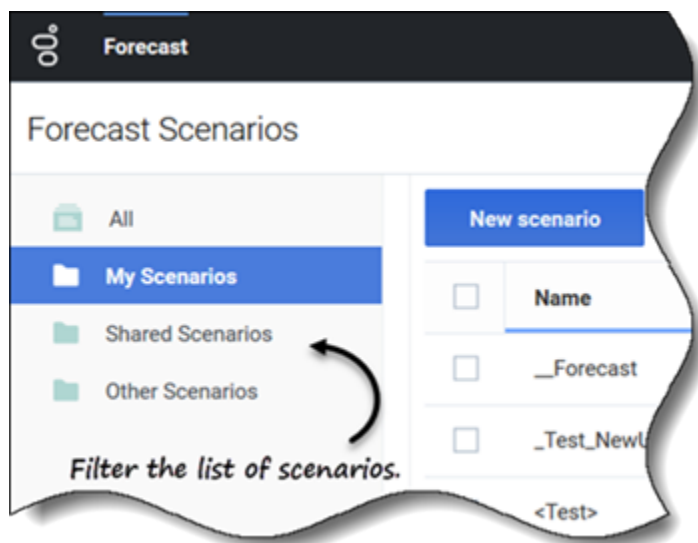 Forecast
Forecast Scenarios
All
My Scenarios
Shared Scenarios
Other Scenarios
Filter the list of scenarios.
New scenario
Name
__Forecast
_Test_NewU
<Test>